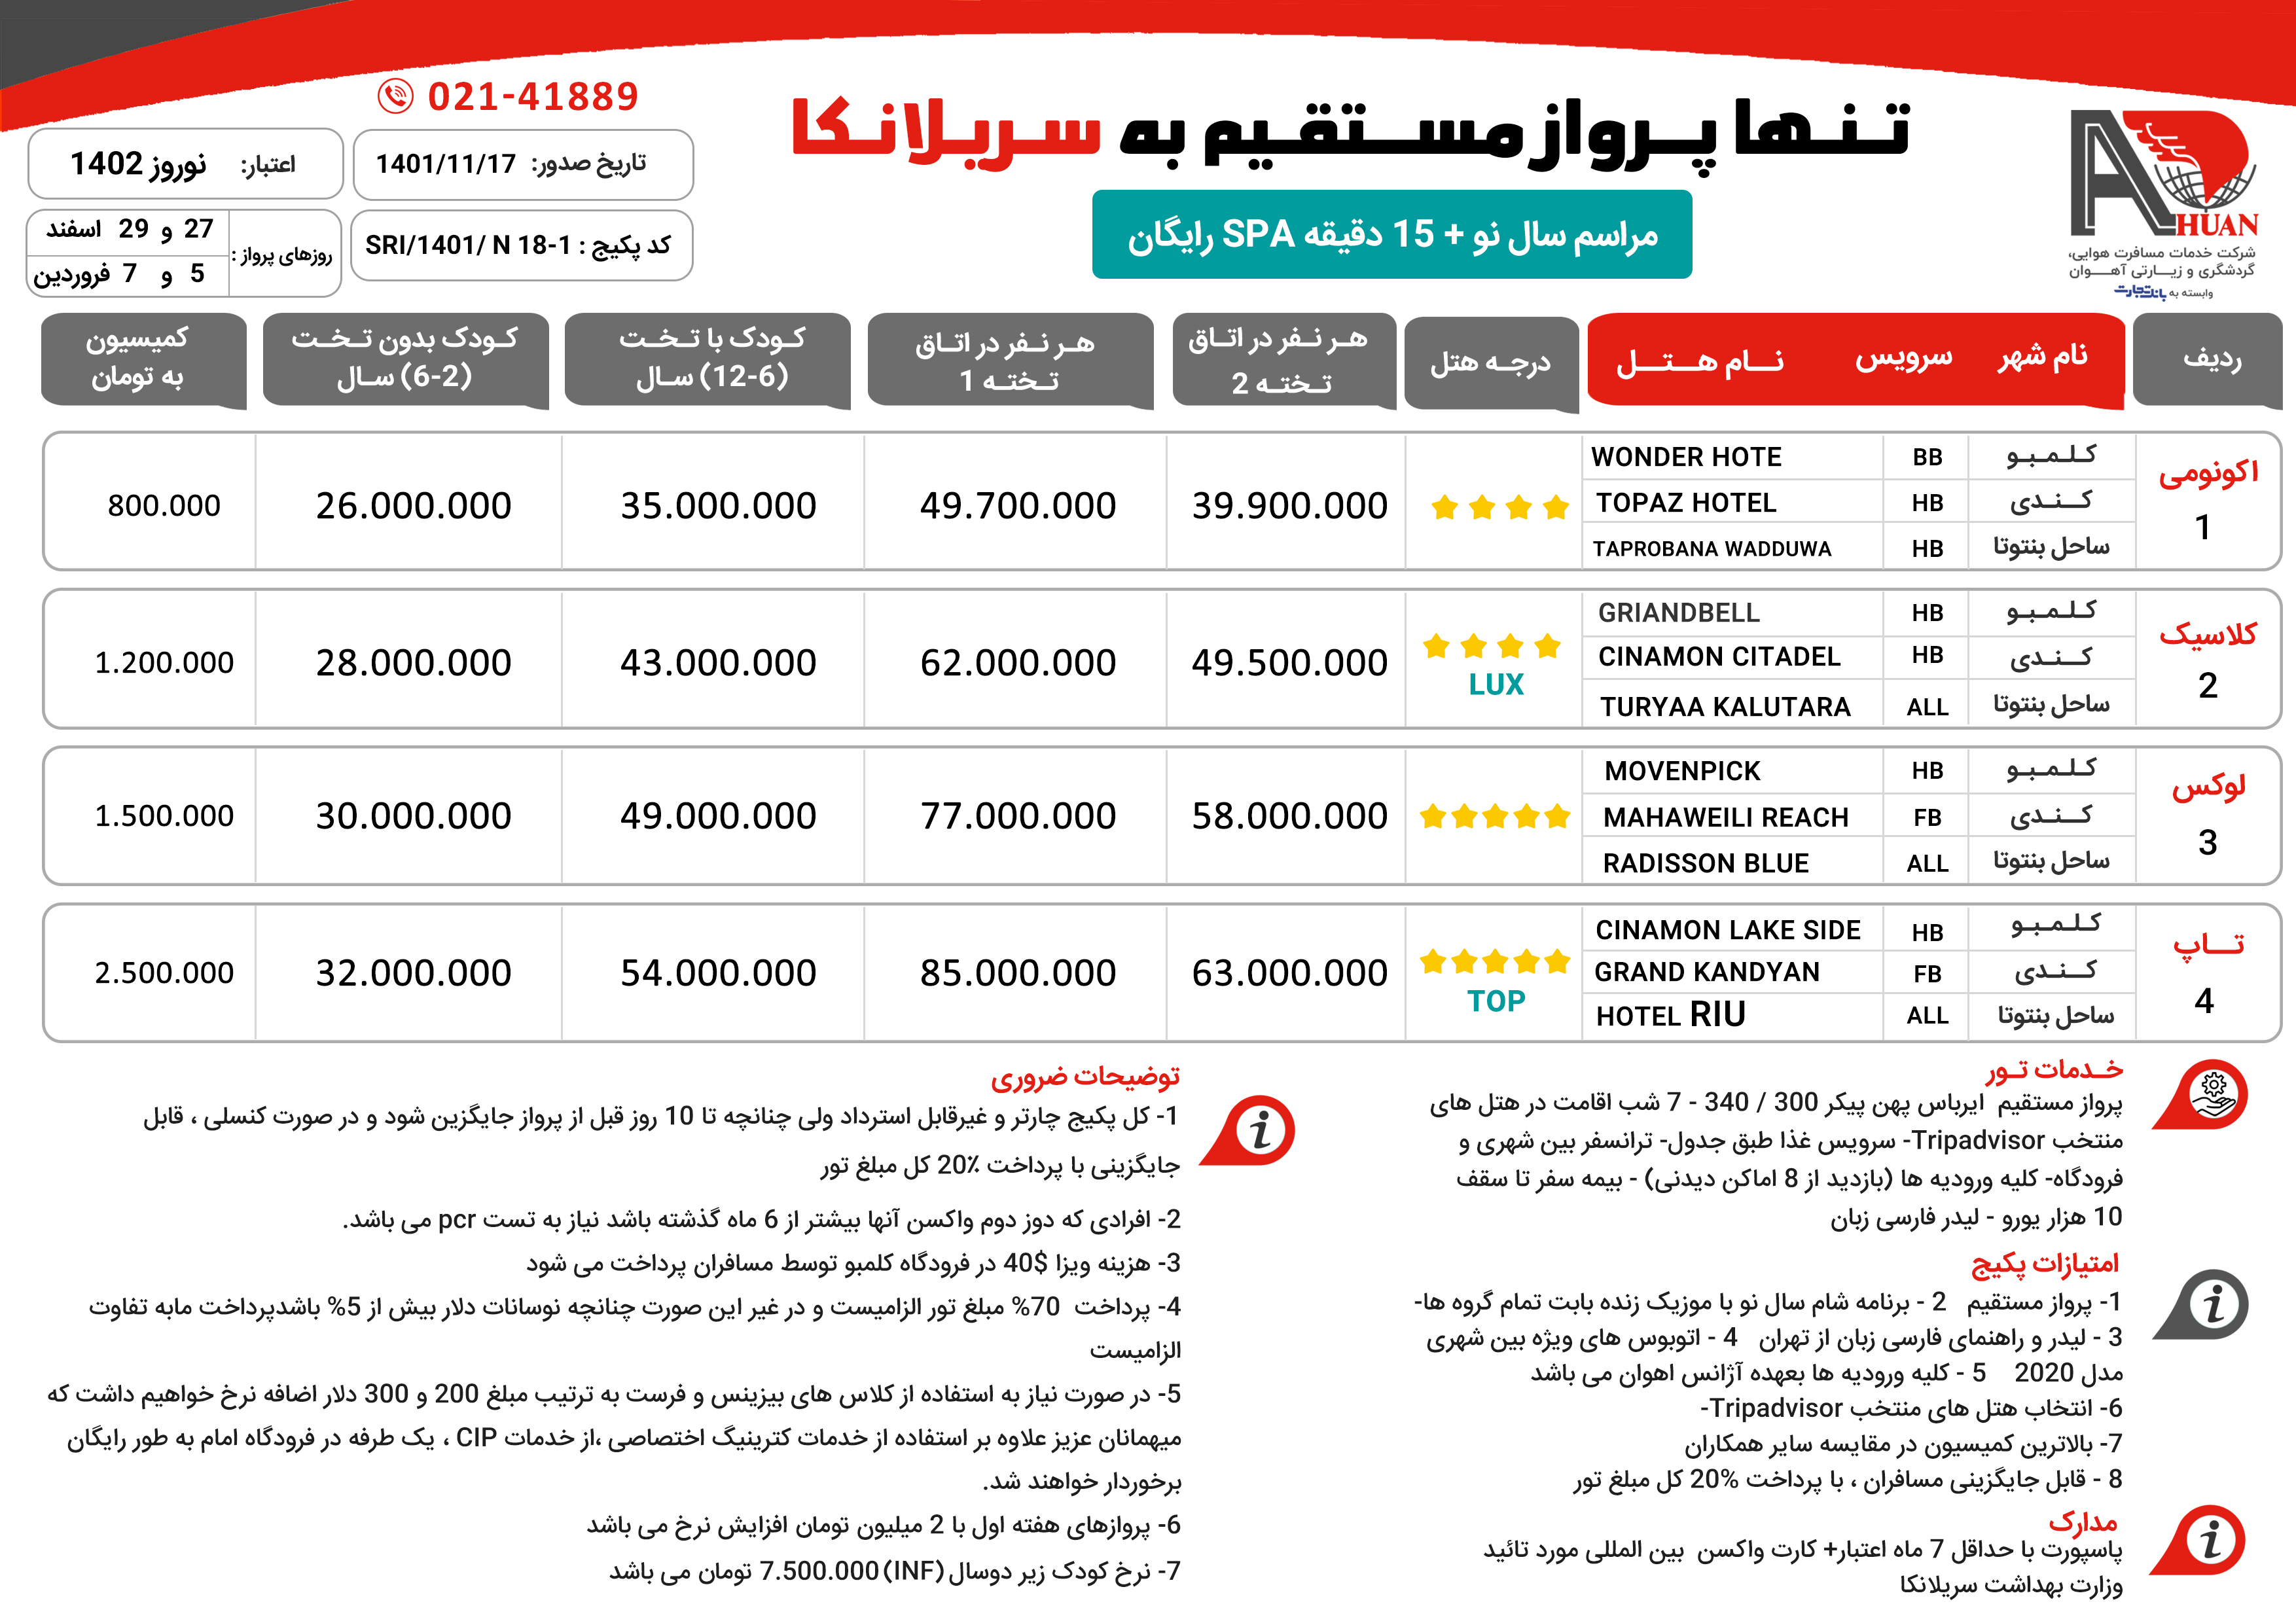 021-41889
تنها پرواز مستقیم به سریلانکا
مراسم سال نو + 15 دقیقه SPA رایگان
AHUAN
شرکت خدمات مسافرت هوایی،
گردشگری و زیارتی آهوان
وابسته به بانک تجارت
تاریخ صدور: 1401/11/17
اعتبار: نوروز 1402
کد پکیج : SRI/1401/ N 18-1
روزهای پرواز :
27 و 29 اسفند
5 و 7 فروردین
ردیف نام شهر سرویس نام هتل درجه هتل هر نفر در اتاق 2 تخته هر نفر در اتاق 1 تخته کودک با تخت (12-6) سال کودک بدون تخت (6-2) سال کمیسیون به تومان
اکونومی 1
کلمبو BB WONDER HOTE
کندی HB TOPAZ HOTEL
ساحل بنتوتا HB TAPROBANA WADDUWA
39.900.000 49.700.000 35.000.000 26.000.000 800.000
کلاسیک 2
کلمبو HB GRIANDBELL
کندی HB CINAMON CITADEL
ساحل بنتوتا ALL TURYAA KALUTARA
LUX
49.500.000 62.000.000 43.000.000 28.000.000 1.200.000
لوکس 3
کلمبو HB MOVENPICK
کندی FB MAHAWEILI REACH
ساحل بنتوتا ALL RADISSON BLUE
58.000.000 77.000.000 49.000.000 30.000.000 1.500.000
تاپ 4
کلمبو HB CINAMON LAKE SIDE
کندی FB GRAND KANDYAN
ساحل بنتوتا ALL HOTEL RIU
TOP
63.000.000 85.000.000 54.000.000 32.000.000 2.500.000
خدمات تور
پرواز مستقیم ایرباس پهن پیکر 300 / 340 - 7 شب اقامت در هتل های
منتخب Tripadvisor- سرویس غذا طبق جدول- ترانسفر بین شهری و
فرودگاه- کلیه ورودیه ها (بازدید از 8 اماکن دیدنی) - بیمه سفر تا سقف
10 هزار یورو - لیدر فارسی زبان
امتیازات پکیج
1- پرواز مستقیم 2 - برنامه شام سال نو با موزیک زنده بابت تمام گروه ها-
3 - لیدر و راهنمای فارسی زبان از تهران 4 - اتوبوس های ویژه بین شهری
مدل 2020 5 - کلیه ورودیه ها بعهده آژانس اهوان می باشد
6- انتخاب هتل های منتخب Tripadvisor-
7- بالاترین کمیسیون در مقایسه سایر همکاران
8 - قابل جایگزینی مسافران ، با پرداخت 20% کل مبلغ تور
مدارک
پاسپورت با حداقل 7 ماه اعتبار+ کارت واکسن بین المللی مورد تائید
وزارت بهداشت سریلانکا
توضیحات ضروری
1- کل پکیج چارتر و غیرقابل استرداد ولی چنانچه تا 10 روز قبل از پرواز جایگزین شود و در صورت کنسلی ، قابل
جایگزینی با پرداخت 20٪ کل مبلغ تور
2- افرادی که دوز دوم واکسن آنها بیشتر از 6 ماه گذشته باشد نیاز به تست pcr می باشد.
3- هزینه ویزا $40 در فرودگاه کلمبو توسط مسافران پرداخت می شود
4- پرداخت 70% مبلغ تور الزامیست و در غیر این صورت چنانچه نوسانات دلار بیش از 5% باشدپرداخت مابه تفاوت
الزامیست
5- در صورت نیاز به استفاده از کلاس های بیزینس و فرست به ترتیب مبلغ 200 و 300 دلار اضافه نرخ خواهیم داشت که
میهمانان عزیز علاوه بر استفاده از خدمات کترینیگ اختصاصی ،از خدمات CIP ، یک طرفه در فرودگاه امام به طور رایگان
برخوردار خواهند شد.
6- پروازهای هفته اول با 2 میلیون تومان افزایش نرخ می باشد
7- نرخ کودک زیر دوسال (INF) 7.500.000 تومان می باشد